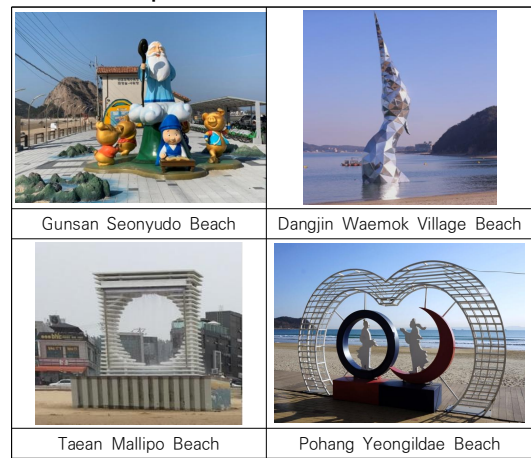 Gunsan Seonyudo Beach
Dangjin Waemok Village Beach
Taean Mallipo Beach
Pohang Yeongildae Beach